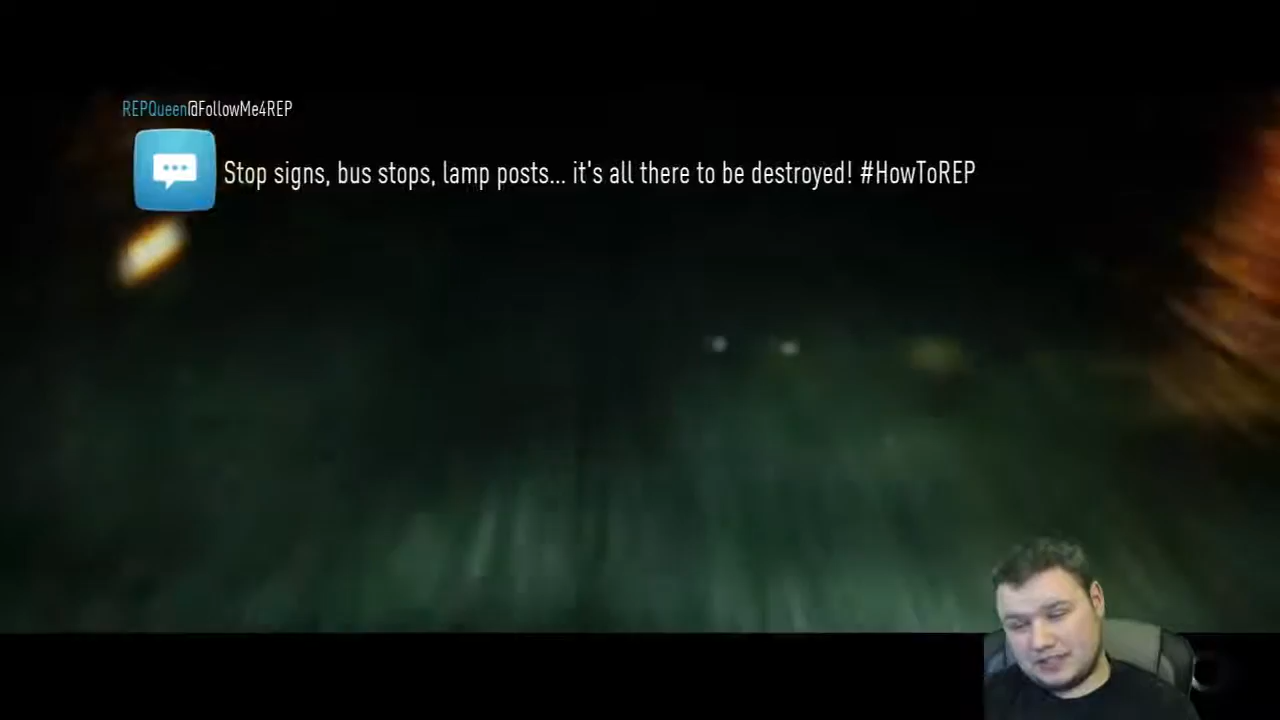 REPQueen@FollowMe4REP
Stop signs, bus stops, lamp posts... it's all there to be destroyed! #HowToREP